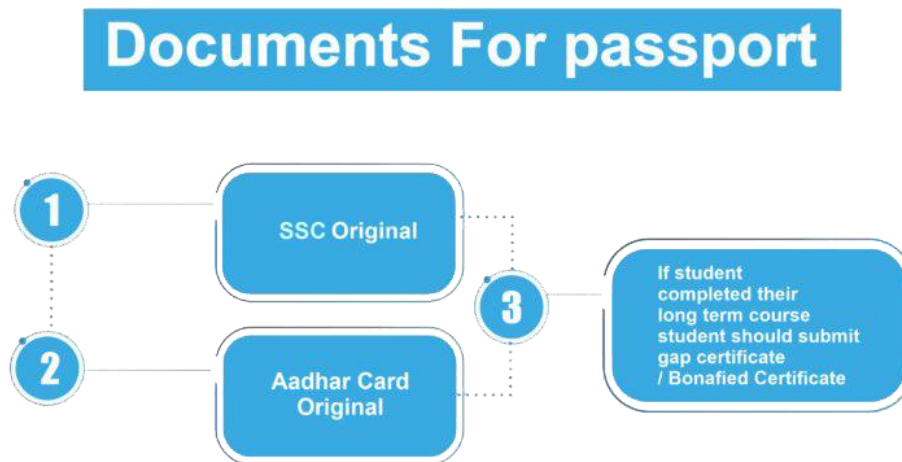 Documents For passport
1
SSC Original
2
Aadhar Card
Original
3
If student
completed their
long term course
student should submit
gap certificate
/ Bonafied Certificate